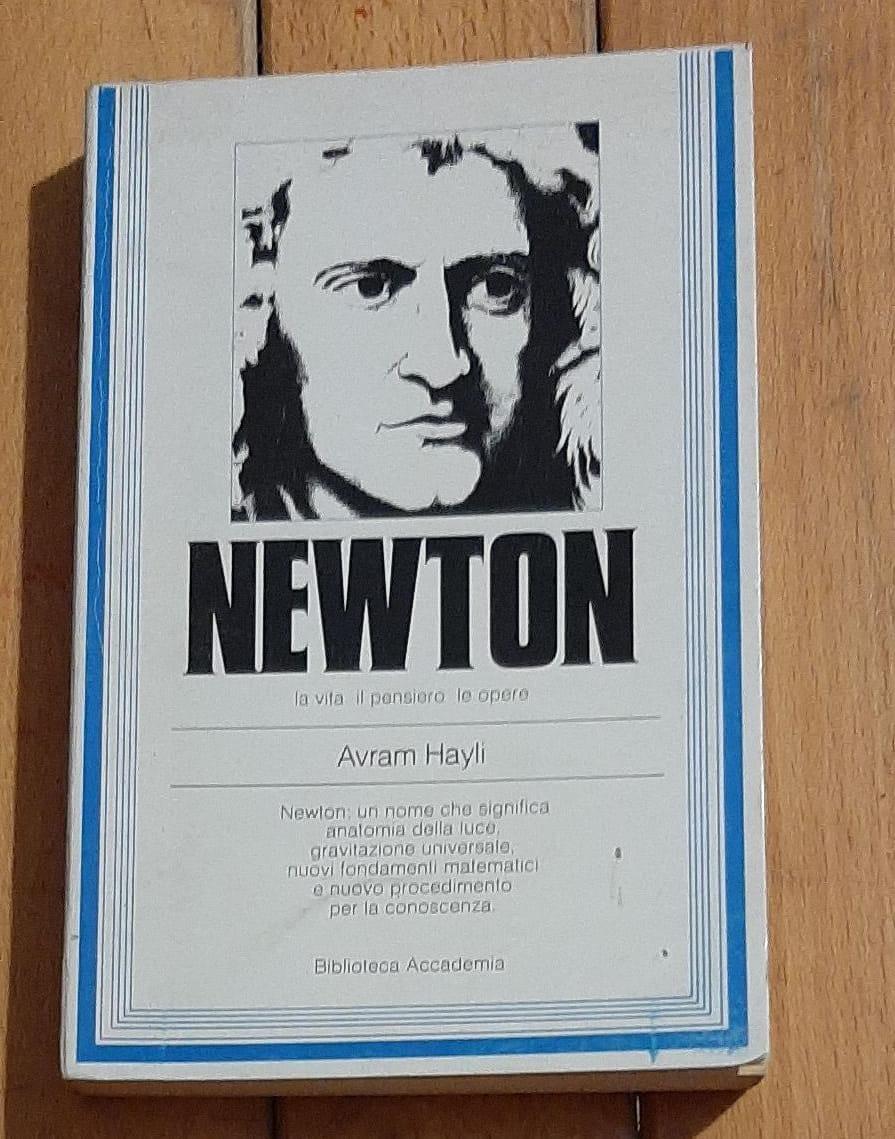 NEWTON
la vita il pensiero le opere
Avram Hayli
Newton: un nome che significa
anatomia della luce,
gravitazione universale,
nuovi fondamenti matematici
e nuovo procedimento
per la conoscenza.
Biblioteca Accademia